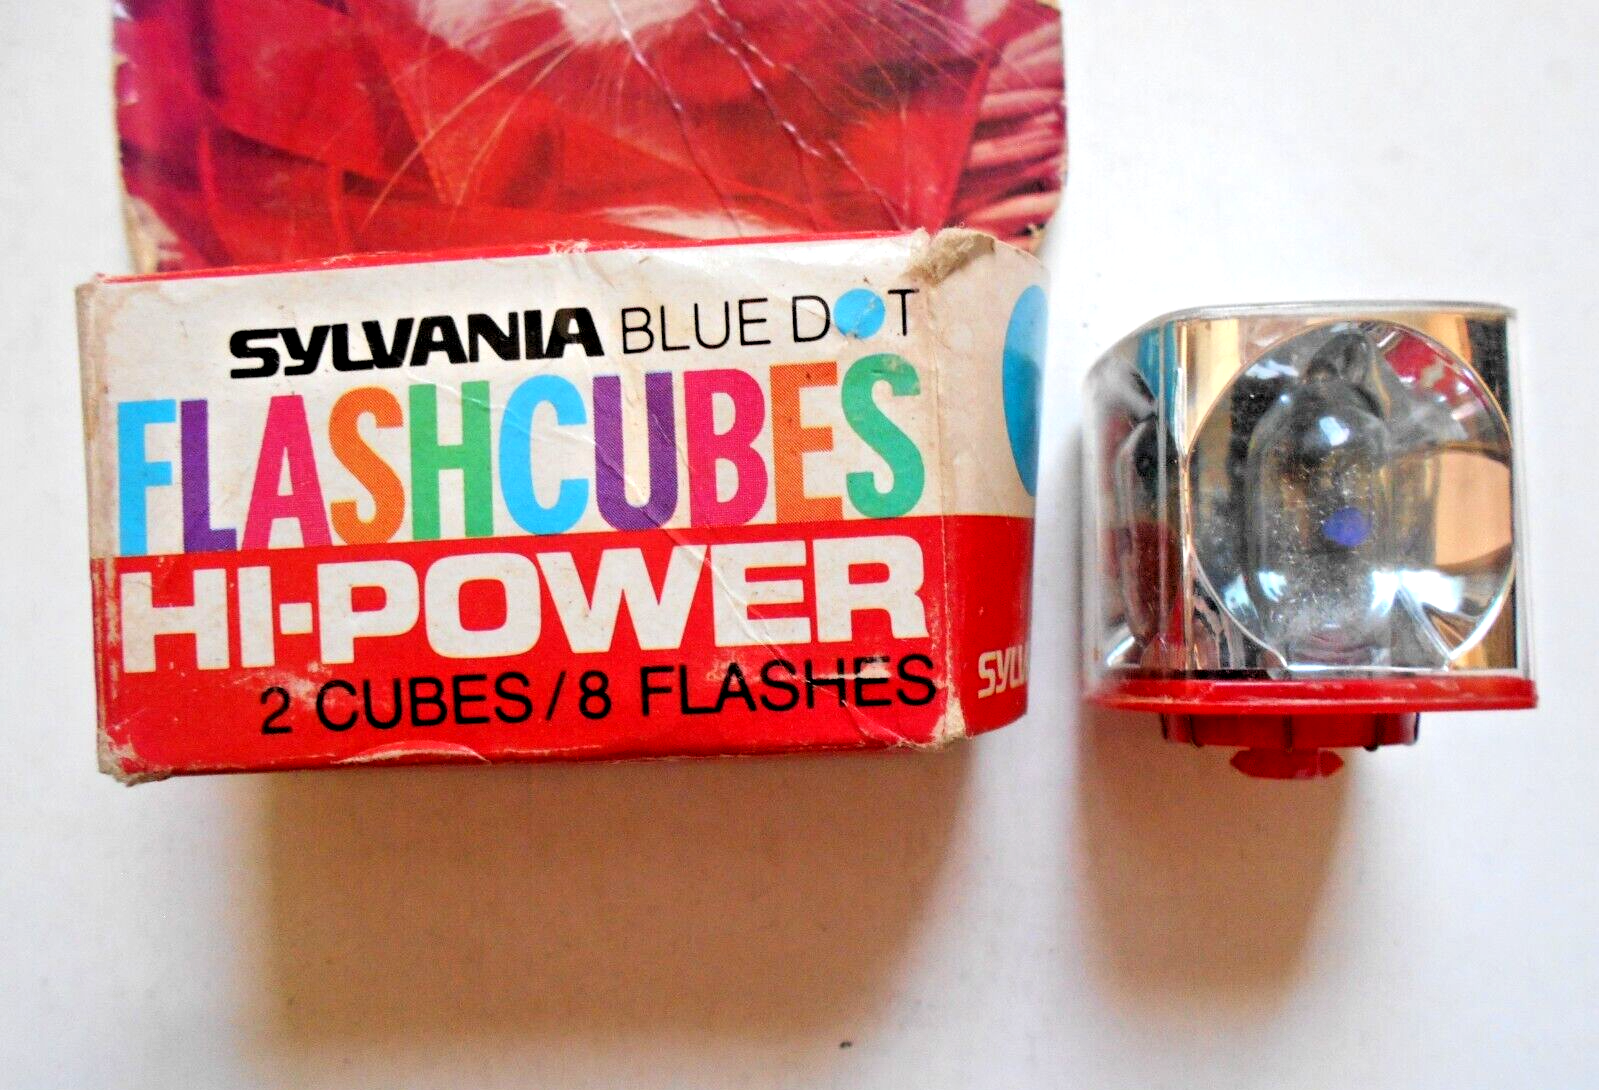 SYLVANIA BLUE DOT
FLASHCUBES
HI-POWER
2 CUBES / 8 FLASHES